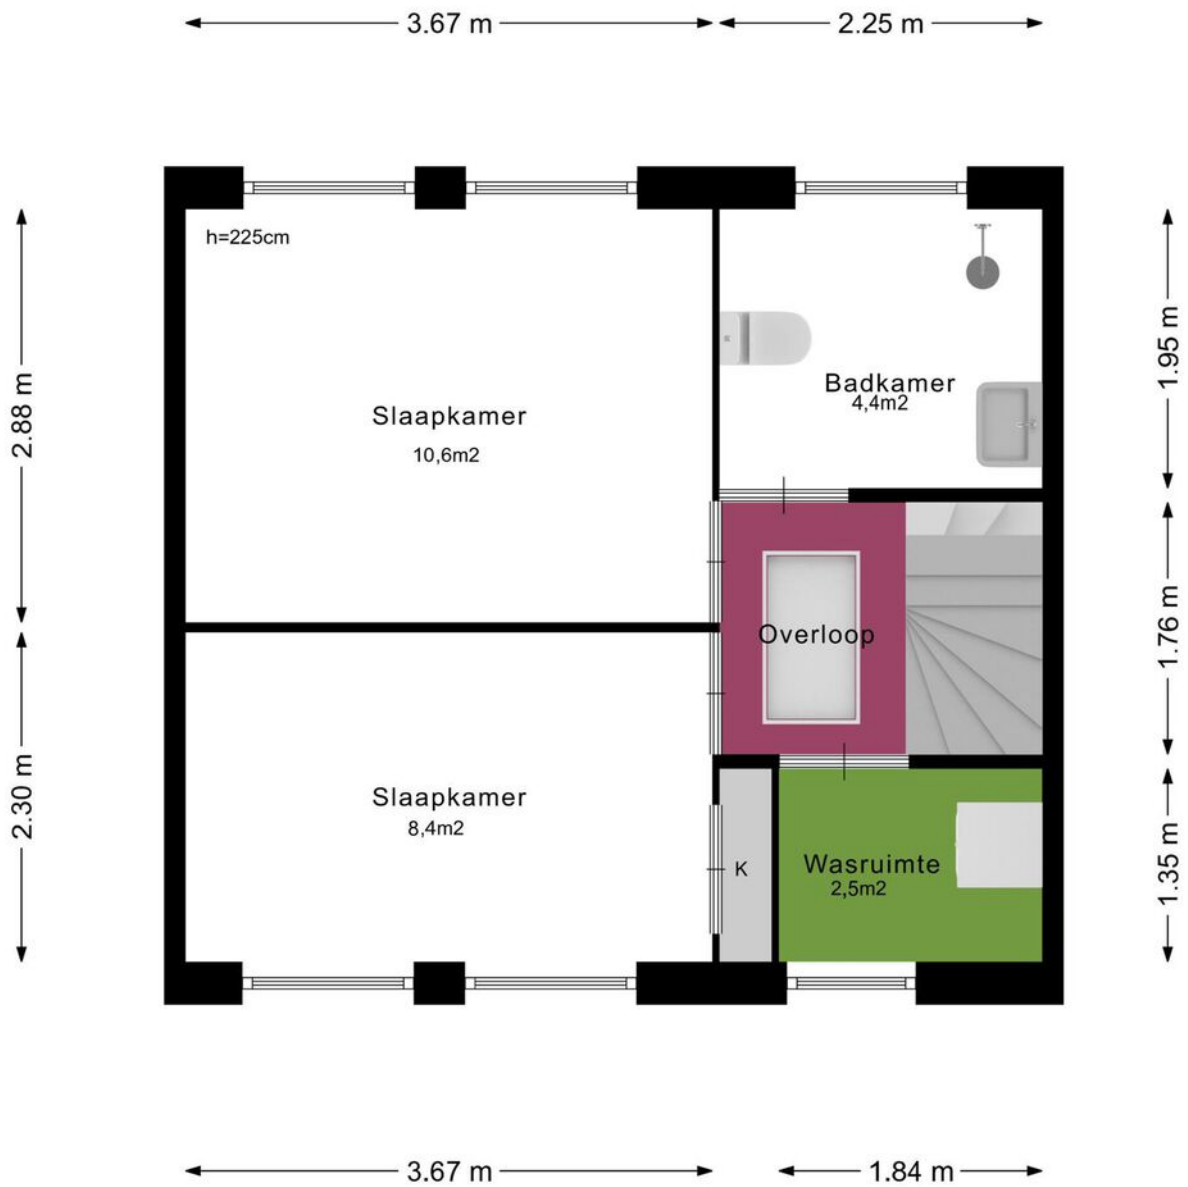 3.67 m
2.25 m
h=225cm
2.88 m
1.95 m
Slaapkamer
10,6m2
Badkamer
4,4m2
Overloop
1.76 m
2.30 m
Slaapkamer
8,4m2
K
Wasruimte
2,5m2
1.35 m
3.67 m
1.84 m